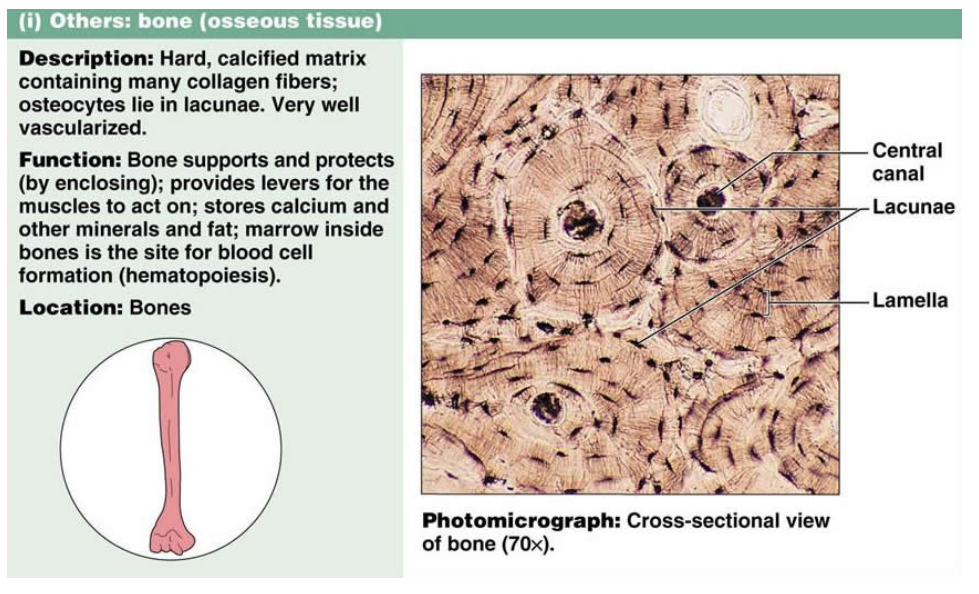 (i) Others: bone (osseous tissue)
Description: Hard, calcified matrix
containing many collagen fibers;
osteocytes lie in lacunae. Very well
vascularized.
Function: Bone supports and protects
(by enclosing); provides levers for the
muscles to act on; stores calcium and
other minerals and fat; marrow inside
bones is the site for blood cell
formation (hematopoiesis).
Location: Bones
Central
canal
Lacunae
Lamella
Photomicrograph: Cross-sectional view
of bone (70×).